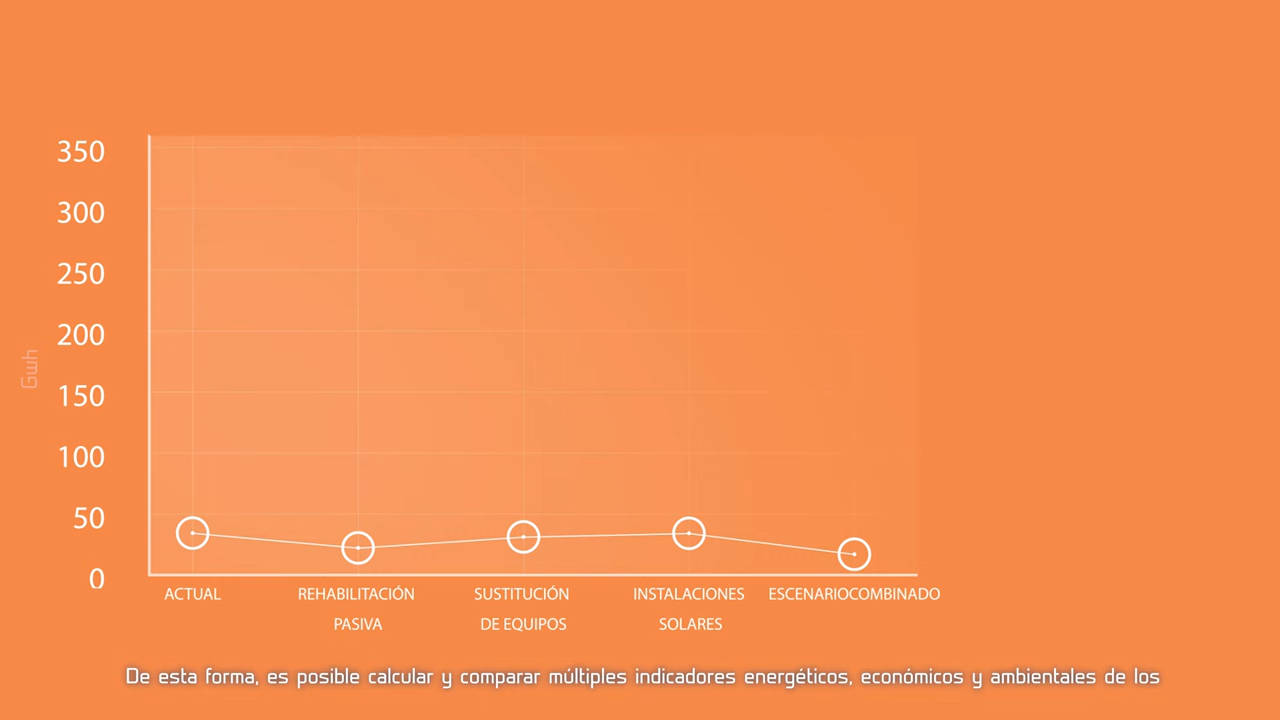 350
300
250
200
150
100
50
0
Gwh
ACTUAL
REHABILITACIÓN
PASIVA
SUSTITUCIÓN
DE EQUIPOS
INSTALACIONES
SOLARES
ESCENARIOCOMBINADO
De esta forma, es posible calcular y comparar múltiples indicadores energéticos, económicos y ambientales de los